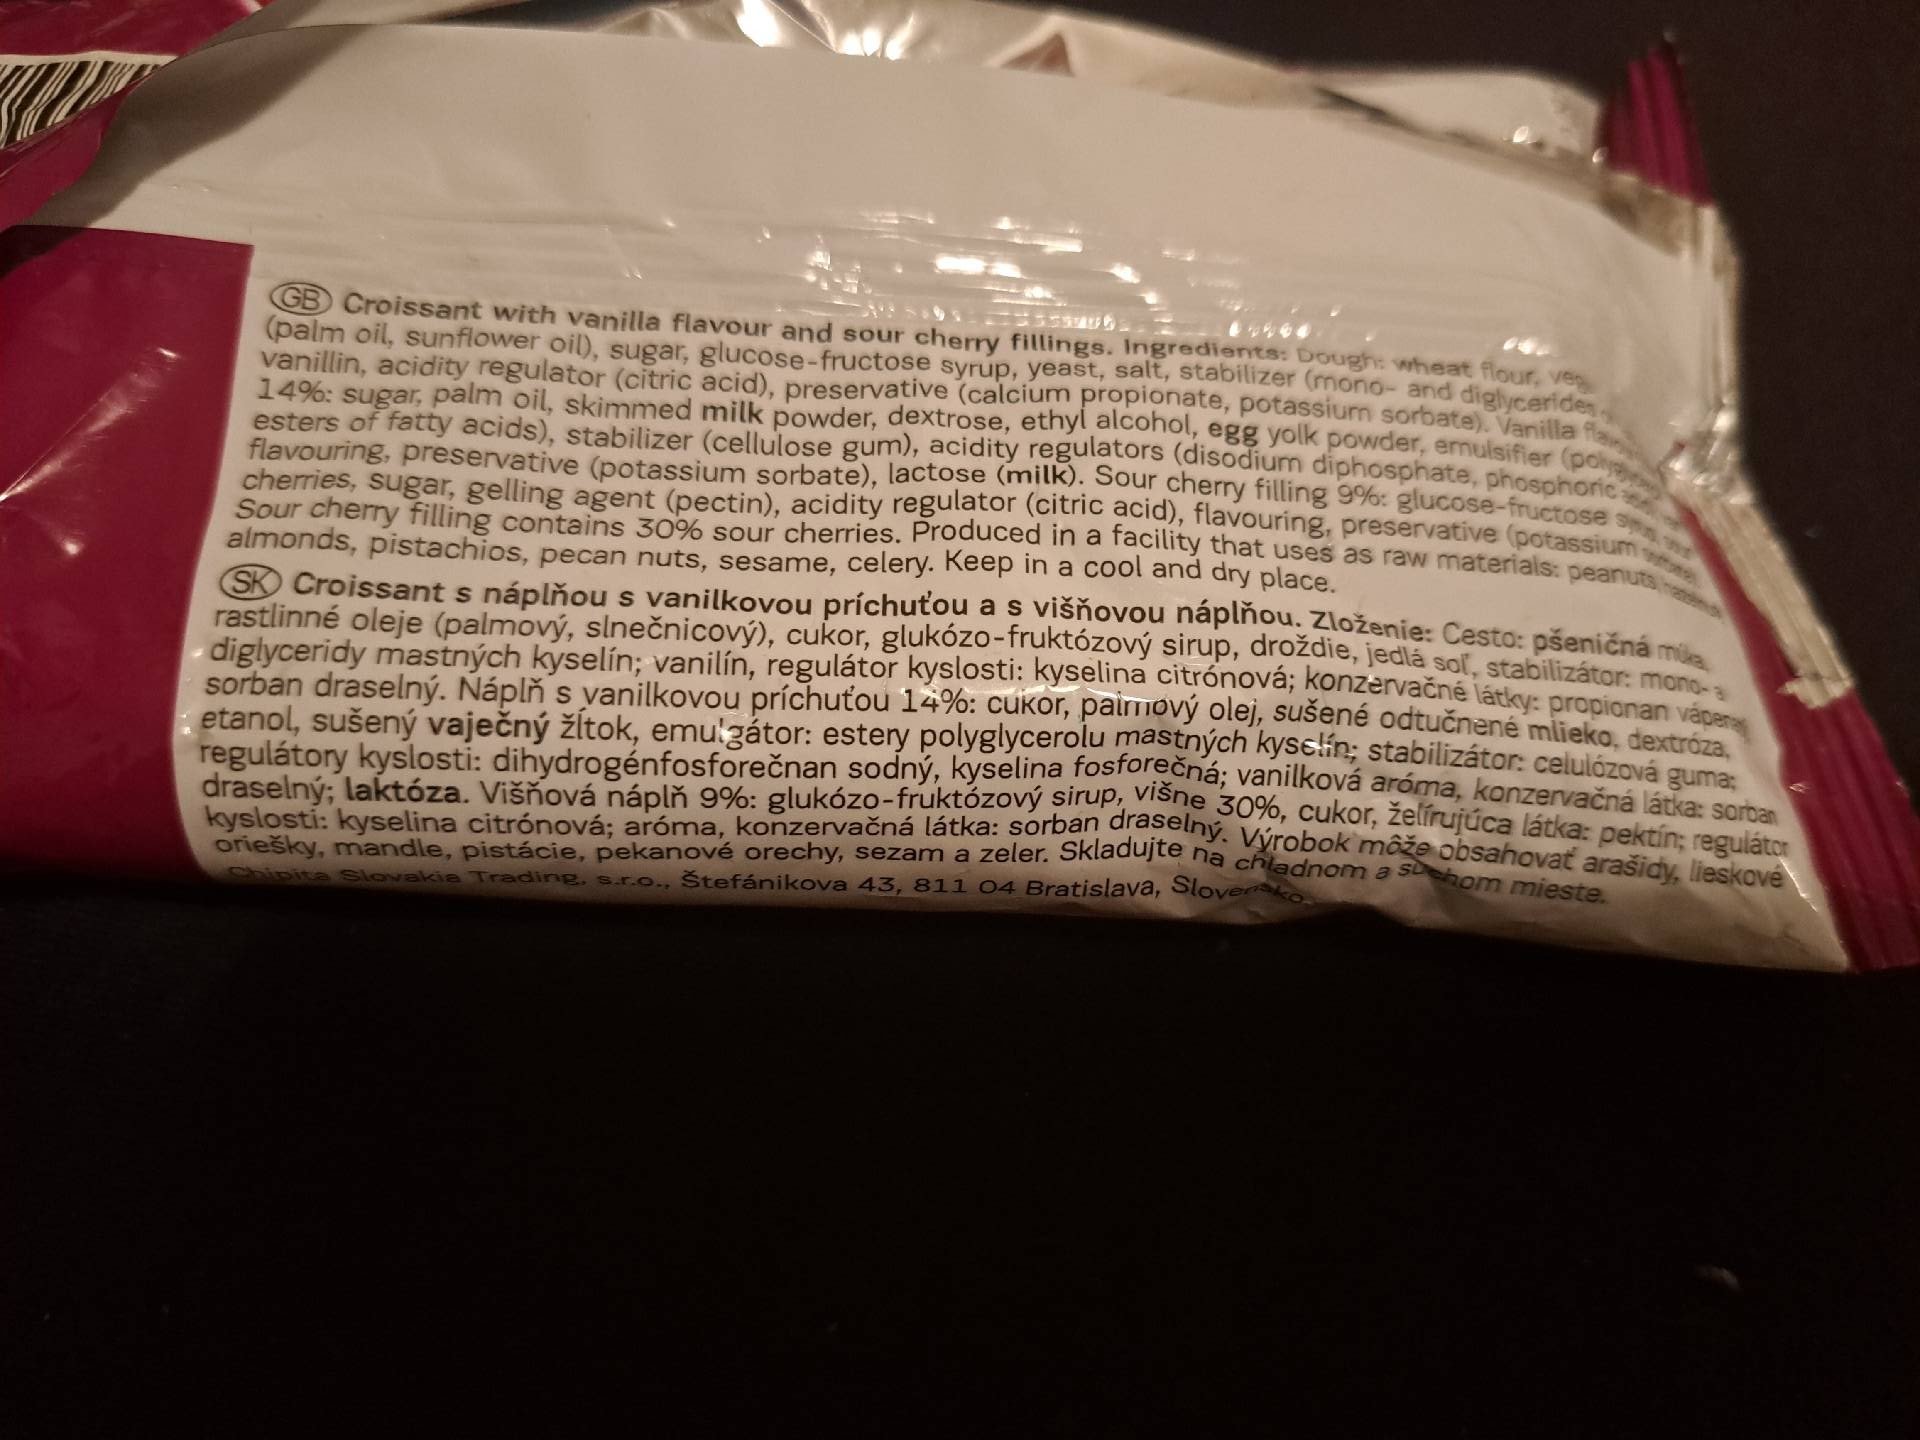 GB Croissant with vanilla flavour and sour cherry fillings. Ingredients: Dough: wheat flour,
(palm oil, sunflower oil), sugar, glucose-fructose syrup, yeast, salt, stabilizer (mono- and diglycerides
vanillin, acidity regulator (citric acid), preservative (calcium propionate, potassium sorbate). Vanilla
14%: sugar, palm oil, skimmed milk powder, dextrose, ethyl alcohol, egg yolk powder, emulsifier
esters of fatty acids), stabilizer (cellulose gum), acidity regulators (disodium diphosphate, phosphoric
flavouring, preservative (potassium sorbate), lactose (milk). Sour cherry filling 9%: glucose-fructose
cherries, sugar, gelling agent (pectin), acidity regulator (citric acid), flavouring, preservative (potassium
Sour cherry filling contains 30% sour cherries. Produced in a facility that uses as raw materials: peanuts,
almonds, pistachios, pecan nuts, sesame, celery. Keep in a cool and dry place.
SK Croissant s náplňou s vanilkovou príchuťou a s višňovou náplňou. Zloženie: Cesto: pšeničná múka,
rastlinné oleje (palmový, slnečnicový), cukor, glukózo-fruktózový sirup, droždie, jedlá soľ, stabilizátor: mono- a
diglyceridy mastných kyselín; vanilín, regulátor kyslosti: kyselina citrónová; konzervačné látky: propionan
sorban draselný. Náplň s vanilkovou príchuťou 14%: cukor, palmový olej, sušené odtučnené mlieko, dextróza,
etanol, sušený vaječný žĺtok, emulgátor: estery polyglycerolu mastných kyselín; stabilizátor: celulózová guma;
regulátory kyslosti: dihydrogénfosforečnan sodný, kyselina fosforečná; vanilková aróma, konzervačná látka: sorban
draselný; laktóza. Višňová náplň 9%: glukózo-fruktózový sirup, višne 30%, cukor, želírujúca látka: pektín; regulátor
kyslosti: kyselina citrónová; aróma, konzervačná látka: sorban draselný. Výrobok môže obsahovať arašidy, lieskové
oriešky, mandle, pistácie, pekanové orechy, sezam a zeler. Skladujte na chladnom a suchom mieste.
Chipita Slovakia Trading, s.r.o., Štefánikova 43, 811 04 Bratislava, Slovensko